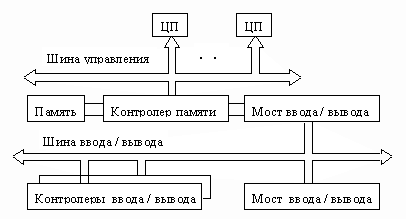 ЦП
ЦП
Шина управления
. .
Память
Контролер памяти
Мост ввода / вывода
Шина ввода / вывода
Контролеры ввода / вывода
Мост ввода / вывода